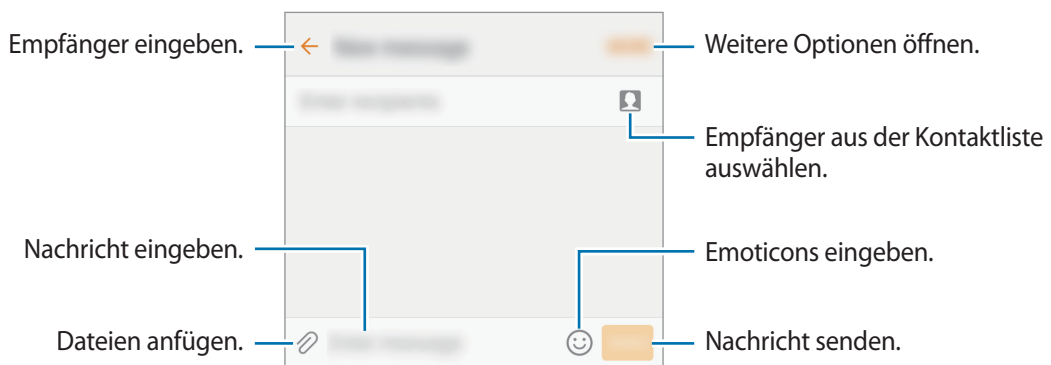 Empfänger eingeben.
Weitere Optionen öffnen.
Empfänger aus der Kontaktliste
auswählen.
Nachricht eingeben.
Emoticons eingeben.
Dateien anfügen.
Nachricht senden.